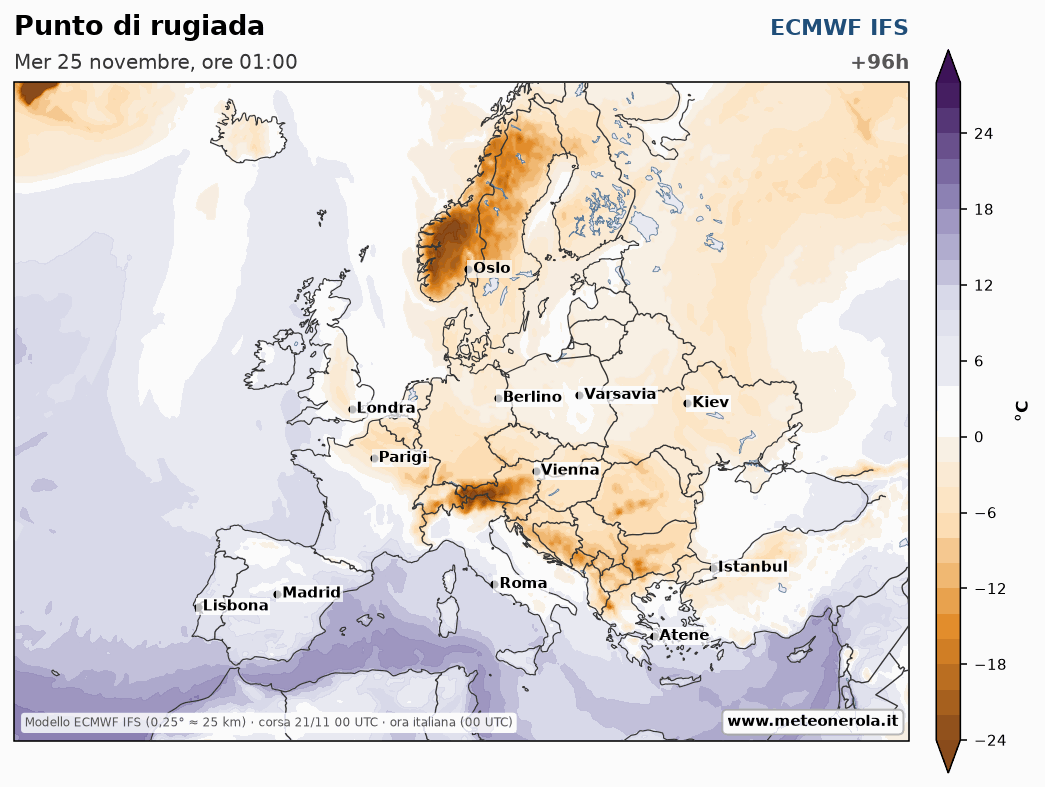 Punto di rugiada
ECMWF IFS
Mer 25 novembre, ore 01:00
+96h
Oslo
Londra
Berlino
Varsavia
Kiev
Parigi
Vienna
Istanbul
Roma
Madrid
Lisbona
Atene
Modello ECMWF IFS (0,25° ≈ 25 km) · corsa 21/11 00 UTC · ora italiana (00 UTC)
www.meteonerola.it
24
18
12
6
0
−6
−12
−18
−24
°C